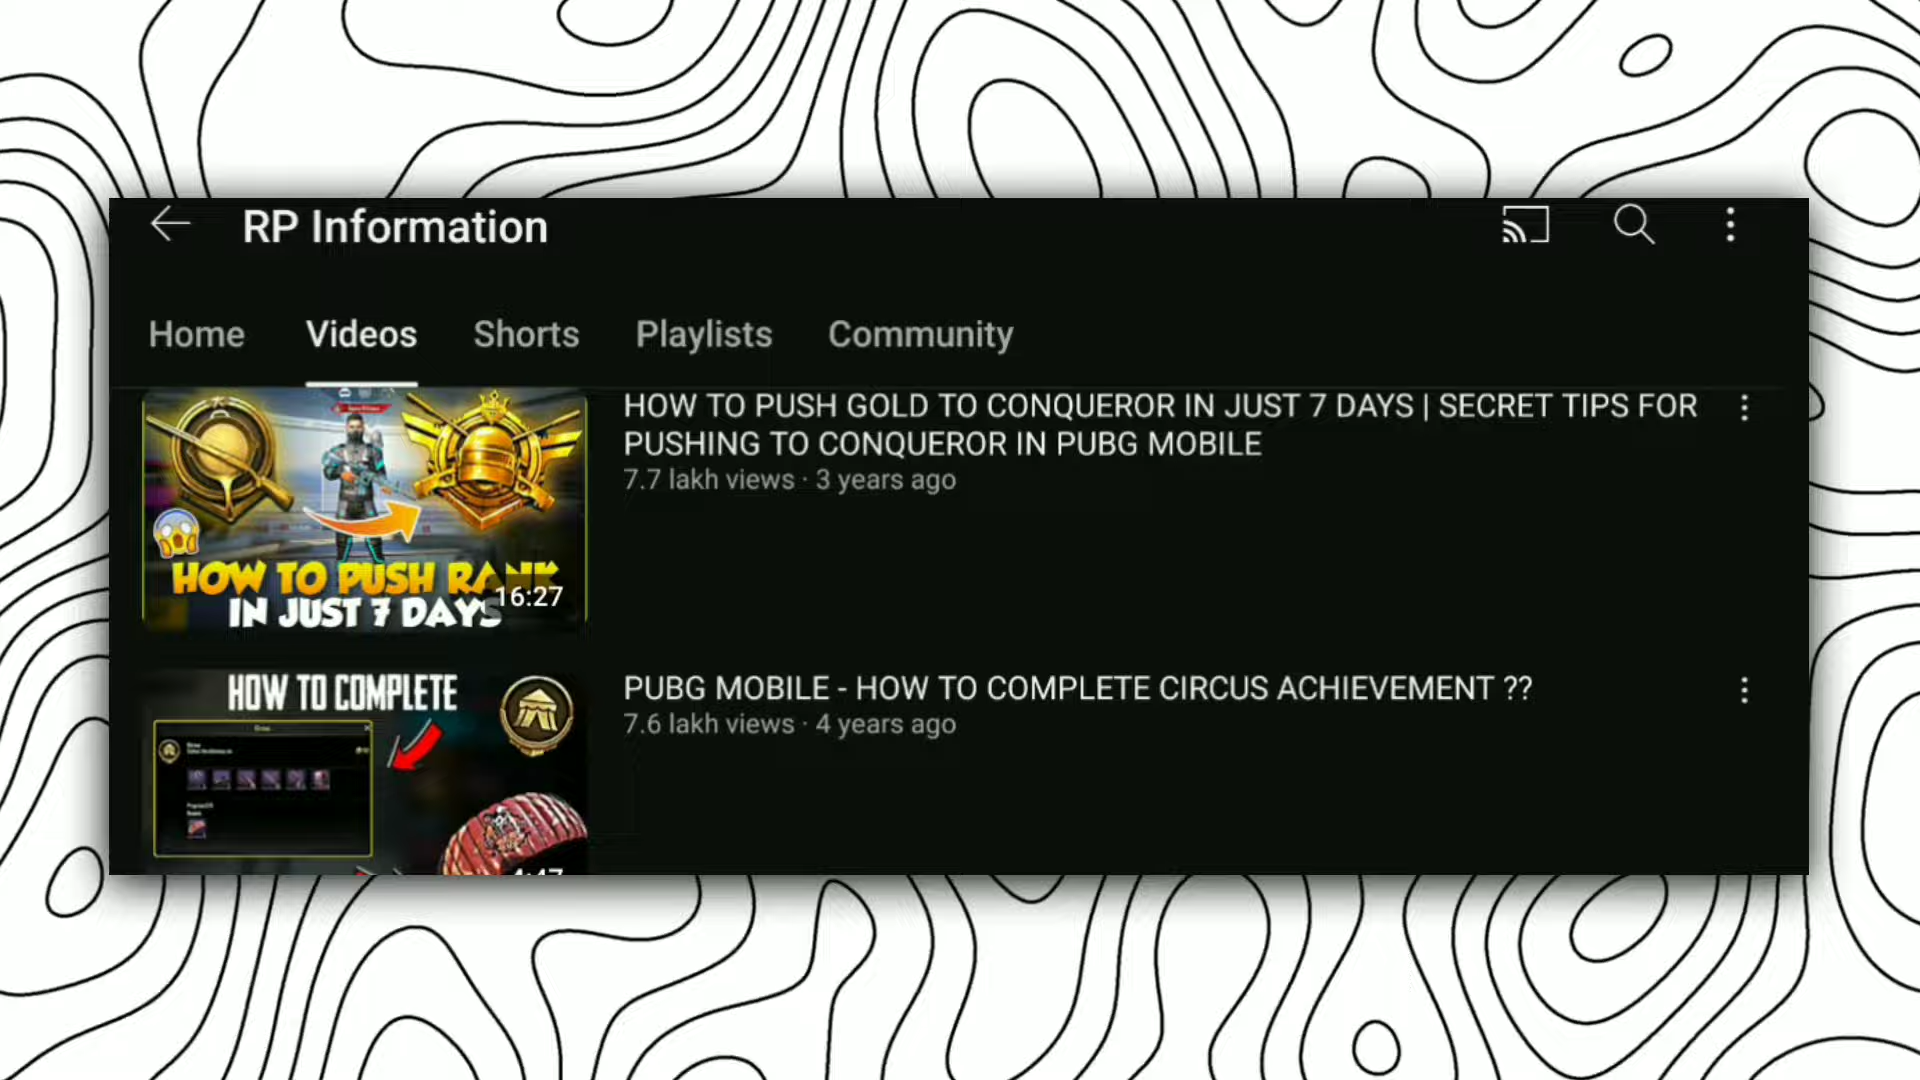 RP Information
Home Videos Shorts Playlists Community
HOW TO PUSH RANK
IN JUST 7 DAYS
16:27
HOW TO PUSH GOLD TO CONQUEROR IN JUST 7 DAYS | SECRET TIPS FOR
PUSHING TO CONQUEROR IN PUBG MOBILE
7.7 lakh views · 3 years ago
HOW TO COMPLETE
PUBG MOBILE - HOW TO COMPLETE CIRCUS ACHIEVEMENT ??
7.6 lakh views · 4 years ago